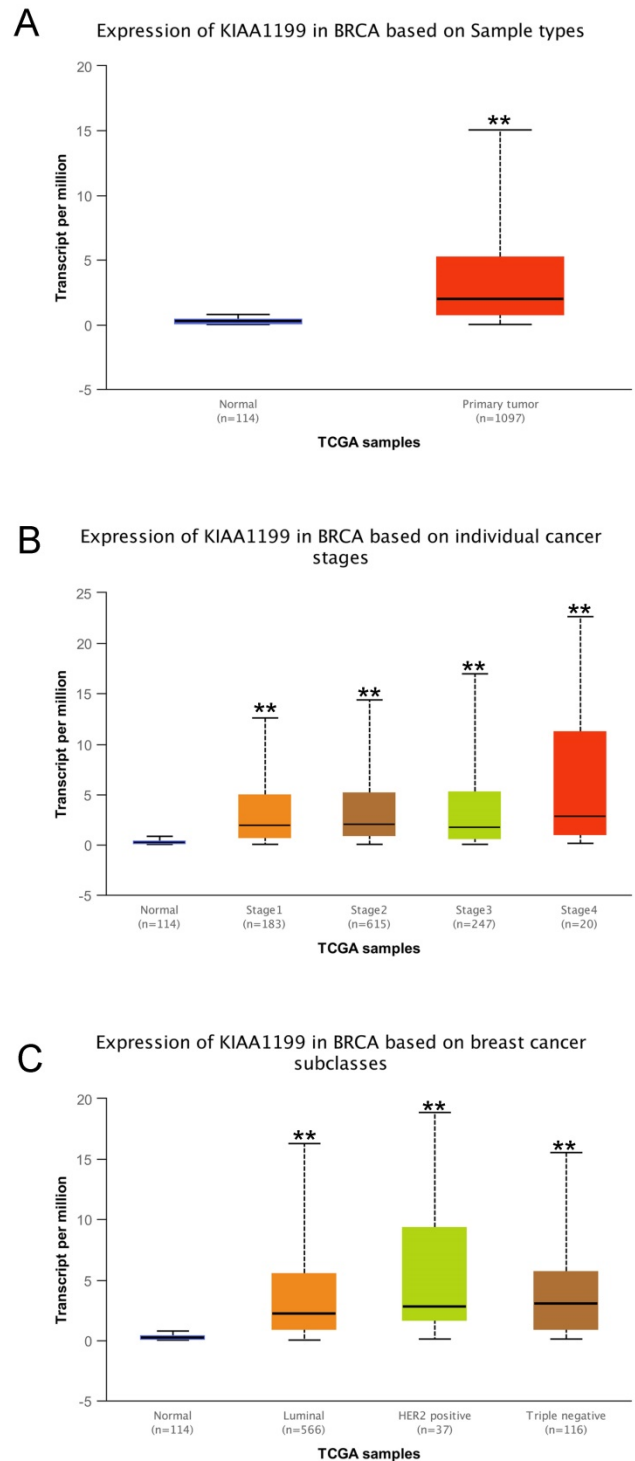 A
Expression of KIAA1199 in BRCA based on Sample types
20
15
10
5
0
-5
Transcript per million
**
Normal
(n=114)
Primary tumor
(n=1097)
TCGA samples
B
Expression of KIAA1199 in BRCA based on individual cancer
stages
25
20
15
10
5
0
-5
Transcript per million
**
**
**
**
Normal
(n=114)
Stage1
(n=183)
Stage2
(n=615)
Stage3
(n=247)
Stage4
(n=20)
TCGA samples
C
Expression of KIAA1199 in BRCA based on breast cancer
subclasses
20
15
10
5
0
-5
Transcript per million
**
**
**
Normal
(n=114)
Luminal
(n=566)
HER2 positive
(n=37)
Triple negative
(n=116)
TCGA samples